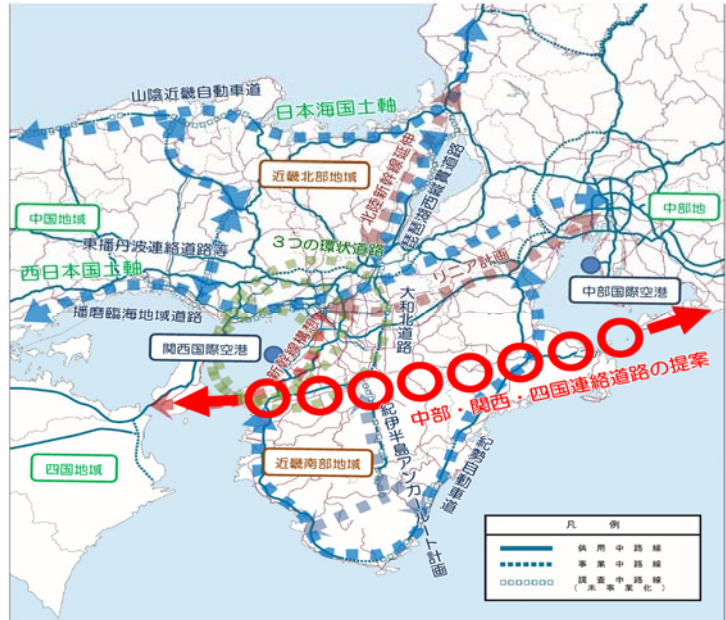 山陰近畿自動車道
日本海国土軸
近畿北部地域
北陸新幹線延伸
琵琶湖西縦貫道路
中国地域
中部地
東播丹波連絡道路等
3つの環状道路
西日本国土軸
リニア計画
播磨臨海地域道路
大和北道路
中部国際空港
関西国際空港
新幹線構想
中部・関西・四国連絡道路の提案
四国地域
近畿南部地域
紀伊半島アンカールート計画
紀勢自動車道
凡 例
供用中路線
事業中路線
調査中路線
(未事業化)